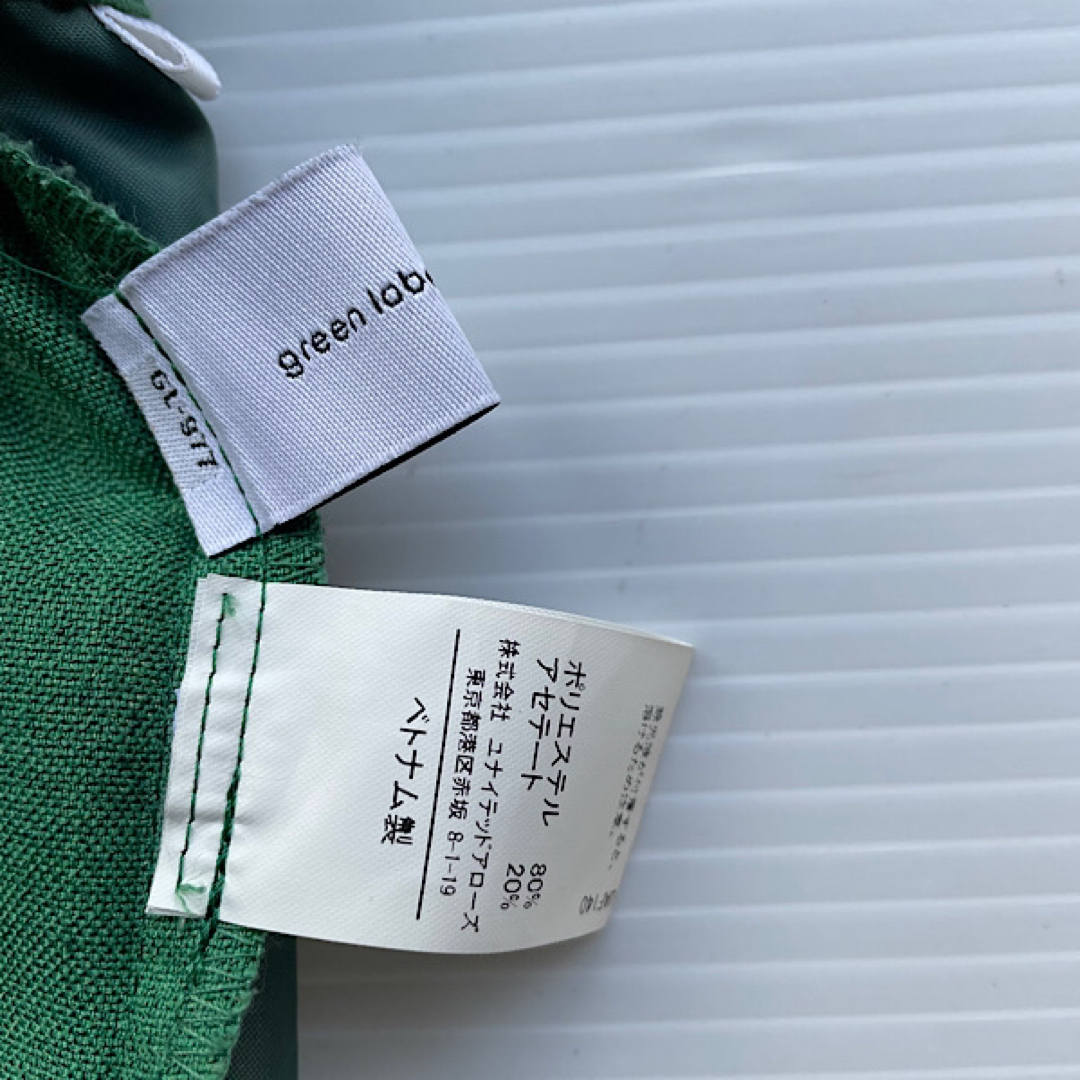 green labe
GL-977
ポリエステル 80%
アセテート 20%
株式会社 ユナイテッドアローズ
東京都港区赤坂 8-1-19
ベトナム製